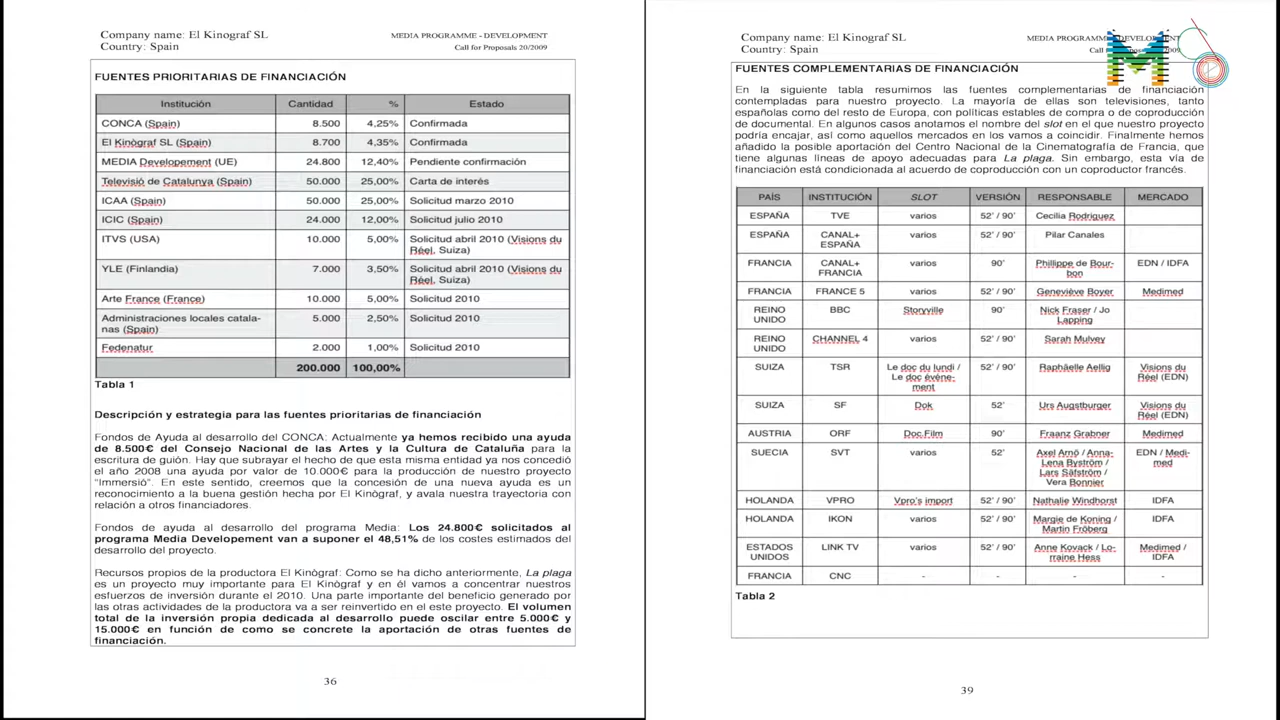 Company name: El Kinograf SL
Country: Spain
MEDIA PROGRAMME - DEVELOPMENT
Call for Proposals 20/2009
FUENTES PRIORITARIAS DE FINANCIACIÓN
Institución Cantidad % Estado
CONCA (Spain) 8.500 4,25% Confirmada
El Kinògraf SL (Spain) 8.700 4,35% Confirmada
MEDIA Developement (UE) 24.800 12,40% Pendiente confirmación
Televisió de Catalunya (Spain) 50.000 25,00% Carta de interés
ICAA (Spain) 50.000 25,00% Solicitud marzo 2010
ICIC (Spain) 24.000 12,00% Solicitud julio 2010
ITVS (USA) 10.000 5,00% Solicitud abril 2010 (Visions du
Réel, Suiza)
YLE (Finlandia) 7.000 3,50% Solicitud abril 2010 (Visions du
Réel, Suiza)
Arte France (France) 10.000 5,00% Solicitud 2010
Administraciones locales catala-
nas (Spain) 5.000 2,50% Solicitud 2010
Fedenatur 2.000 1,00% Solicitud 2010
200.000 100,00%
Tabla 1
Descripción y estrategia para las fuentes prioritarias de financiación
Fondos de Ayuda al desarrollo del CONCA: Actualmente ya hemos recibido una ayuda
de 8.500€ del Consejo Nacional de las Artes y la Cultura de Cataluña para la
escritura de guión. Hay que subrayar el hecho de que esta misma entidad ya nos concedió
el año 2008 una ayuda por valor de 10.000€ para la producción de nuestro proyecto
“Immersió”. En este sentido, creemos que la concesión de una nueva ayuda es un
reconocimiento a la buena gestión hecha por El Kinògraf, y avala nuestra trayectoria con
relación a otros financiadores.
Fondos de ayuda al desarrollo del programa Media: Los 24.800€ solicitados al
programa Media Developement van a suponer el 48,51% de los costes estimados del
desarrollo del proyecto.
Recursos propios de la productora El Kinògraf: Como se ha dicho anteriormente, La plaga
es un proyecto muy importante para El Kinògraf y en él vamos a concentrar nuestros
esfuerzos de inversión durante el 2010. Una parte importante del beneficio generado por
las otras actividades de la productora va a ser reinvertido en el este proyecto. El volumen
total de la inversión propia dedicada al desarrollo puede oscilar entre 5.000€ y
15.000€ en función de como se concrete la aportación de otras fuentes de
financiación.
36
Company name: El Kinograf SL
Country: Spain
MEDIA PROGRAMME - DEVELOPMENT
Call Proposals 20/2009
FUENTES COMPLEMENTARIAS DE FINANCIACIÓN
En la siguiente tabla resumimos las fuentes complementarias de financiación
contempladas para nuestro proyecto. La mayoría de ellas son televisiones, tanto
españolas como del resto de Europa, con políticas estables de compra o de coproducción
de documental. En algunos casos anotamos el nombre del slot en el que nuestro proyecto
podría encajar, así como aquellos mercados en los vamos a coincidir. Finalmente hemos
añadido la posible aportación del Centro Nacional de la Cinematografía de Francia, que
tiene algunas líneas de apoyo adecuadas para La plaga. Sin embargo, esta vía de
financiación está condicionada al acuerdo de coproducción con un coproductor francés.
PAÍS INSTITUCIÓN SLOT VERSIÓN RESPONSABLE MERCADO
ESPAÑA TVE varios 52' / 90' Cecilia Rodriguez
ESPAÑA CANAL+
ESPAÑA varios 52' / 90' Pilar Canales
FRANCIA CANAL+
FRANCIA varios 90' Phillippe de Bour-
bon EDN / IDFA
FRANCIA FRANCE 5 varios 52' / 90' Geneviève Boyer Medimed
REINO
UNIDO BBC Storyville 90' Nick Fraser / Jo
Lapping
REINO
UNIDO CHANNEL 4 varios 52' / 90' Sarah Mulvey
SUIZA TSR Le doc du lundi /
Le doc évène-
ment 52' / 90' Raphäelle Aellig Visions du
Réel (EDN)
SUIZA SF Dok 52' Urs Augstburger Visions du
Réel (EDN)
AUSTRIA ORF Doc.Film 90' Fraanz Grabner Medimed
SUECIA SVT varios 52' Axel Arnö / Anna-
Lena Byström /
Lars Säfström /
Vera Bonnier EDN / Medi-
med
HOLANDA VPRO Vpro's import 52' / 90' Nathalie Windhorst IDFA
HOLANDA IKON varios 52' / 90' Margje de Koning /
Martin Fröberg IDFA
ESTADOS
UNIDOS LINK TV varios 52' / 90' Anne Kovack / Lo-
rraine Hess Medimed /
IDFA
FRANCIA CNC - - - -
Tabla 2
39